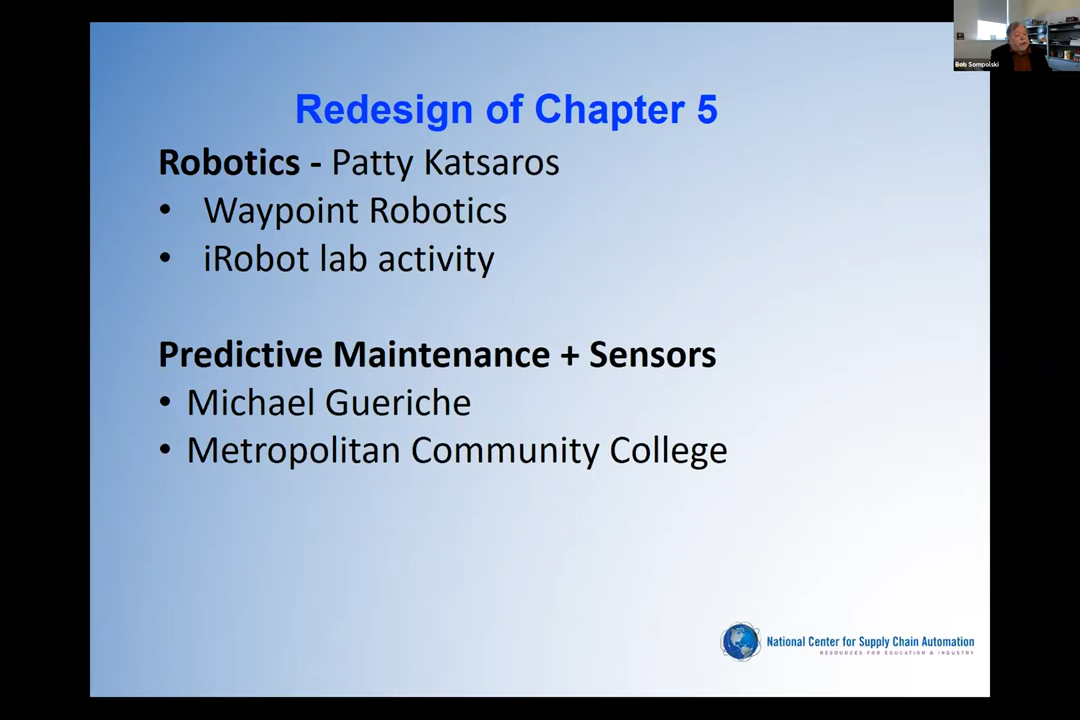 Bob Sompolski
Redesign of Chapter 5
Robotics - Patty Katsaros
• Waypoint Robotics
• iRobot lab activity
Predictive Maintenance + Sensors
• Michael Gueriche
• Metropolitan Community College
National Center for Supply Chain Automation
RESOURCES FOR EDUCATION & INDUSTRY